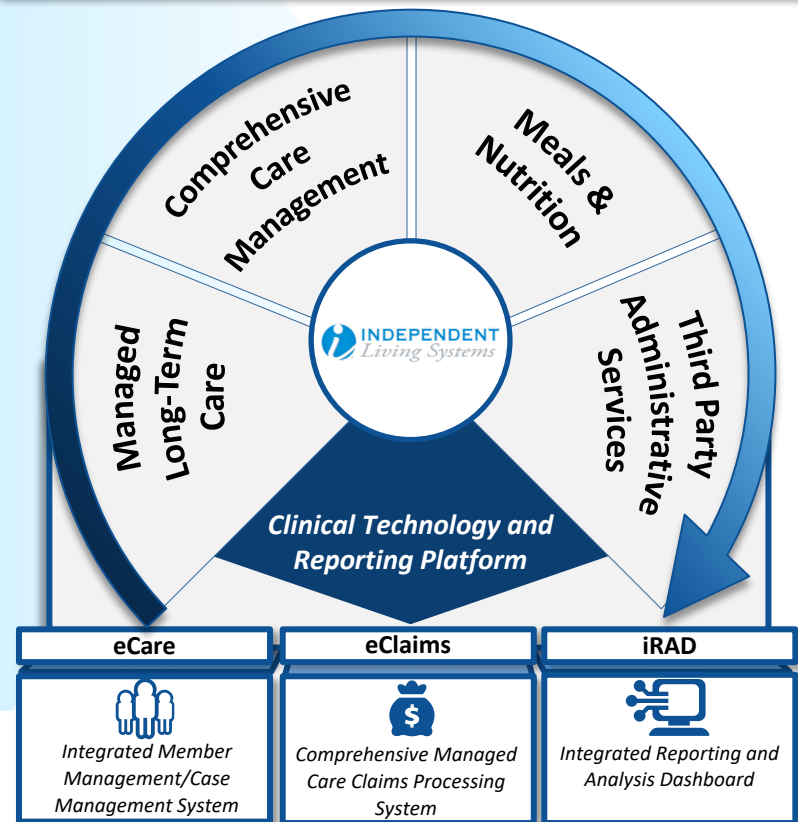 Comprehensive
Care
Management
Meals &
Nutrition
Managed
Long-Term
Care
INDEPENDENT
Living Systems
Third Party
Administrative
Services
Clinical Technology and
Reporting Platform
eCare
eClaims
iRAD
$
Integrated Member
Management/Case
Management System
Comprehensive Managed
Care Claims Processing
System
Integrated Reporting and
Analysis Dashboard